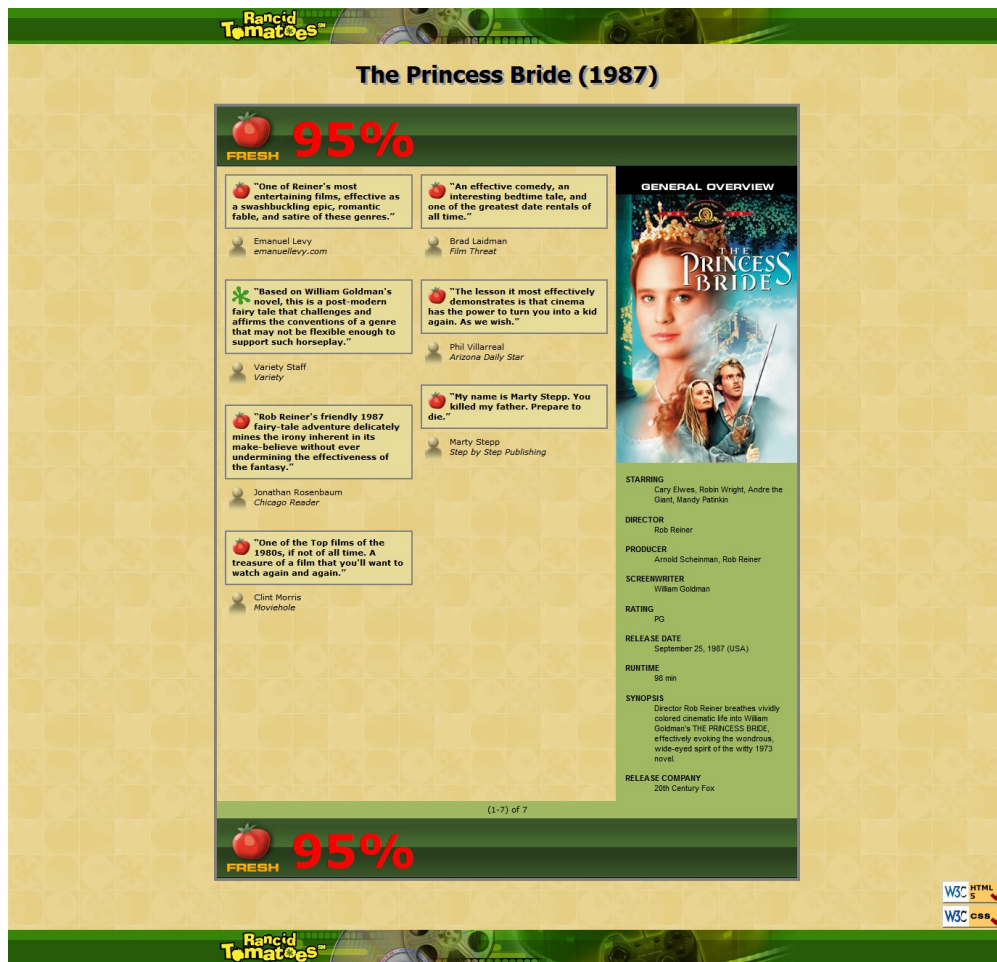 Rancid
Tomatoes SM
The Princess Bride (1987)
FRESH 95%
“One of Reiner's most
entertaining films, effective as
a swashbuckling epic, romantic
fable, and satire of these genres.”
Emanuel Levy
emanuellevy.com
“Based on William Goldman's
novel, this is a post-modern
fairy tale that challenges and
affirms the conventions of a genre
that may not be flexible enough to
support such horseplay.”
Variety Staff
Variety
“Rob Reiner's friendly 1987
fairy-tale adventure delicately
mines the irony inherent in its
make-believe without ever
undermining the effectiveness of
the fantasy.”
Jonathan Rosenbaum
Chicago Reader
“One of the Top films of the
1980s, if not of all time. A
treasure of a film that you'll want to
watch again and again.”
Clint Morris
Moviehole
“An effective comedy, an
interesting bedtime tale, and
one of the greatest date rentals of
all time.”
Brad Laidman
Film Threat
“The lesson it most effectively
demonstrates is that cinema
has the power to turn you into a kid
again. As we wish.”
Phil Villarreal
Arizona Daily Star
“My name is Marty Stepp. You
killed my father. Prepare to
die.”
Marty Stepp
Step by Step Publishing
GENERAL OVERVIEW
THE
PRINCESS
BRIDE
STARRING
Cary Elwes, Robin Wright, Andre the
Giant, Mandy Patinkin
DIRECTOR
Rob Reiner
PRODUCER
Arnold Scheinman, Rob Reiner
SCREENWRITER
William Goldman
RATING
PG
RELEASE DATE
September 25, 1987 (USA)
RUNTIME
98 min
SYNOPSIS
Director Rob Reiner breathes vividly
colored cinematic life into William
Goldman's THE PRINCESS BRIDE,
effectively evoking the wondrous,
wide-eyed spirit of the witty 1973
novel.
RELEASE COMPANY
20th Century Fox
(1-7) of 7
FRESH 95%
W3C HTML
5
W3C css
Rancid
Tomatoes SM